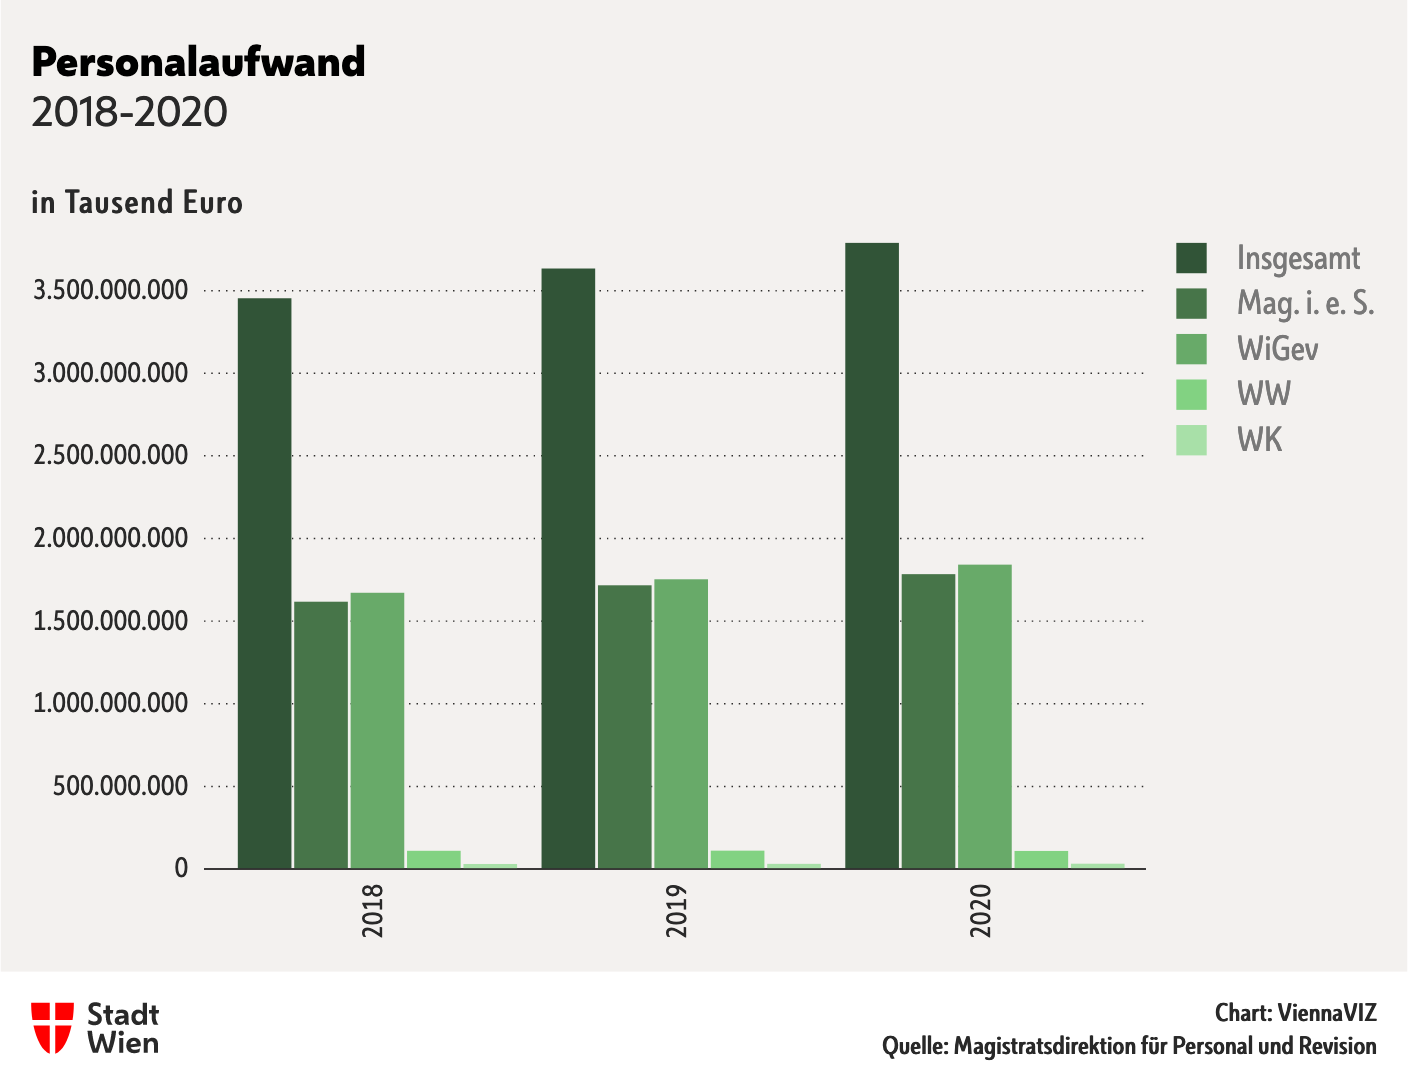 Personalaufwand
2018-2020
in Tausend Euro
3.500.000.000
3.000.000.000
2.500.000.000
2.000.000.000
1.500.000.000
1.000.000.000
500.000.000
0
2018
2019
2020
Insgesamt
Mag. i. e. S.
WiGev
WW
WK
Stadt
Wien
Chart: ViennaVIZ
Quelle: Magistratsdirektion für Personal und Revision